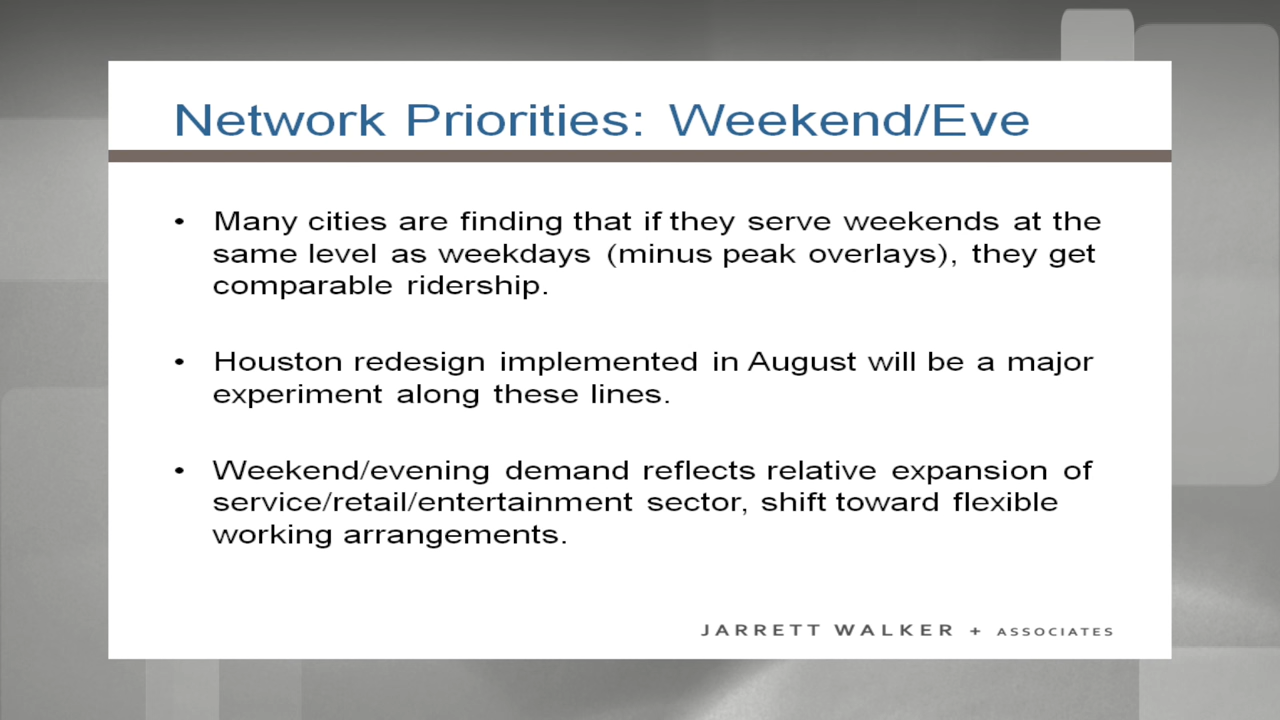 Network Priorities: Weekend/Eve
• Many cities are finding that if they serve weekends at the
same level as weekdays (minus peak overlays), they get
comparable ridership.
• Houston redesign implemented in August will be a major
experiment along these lines.
• Weekend/evening demand reflects relative expansion of
service/retail/entertainment sector, shift toward flexible
working arrangements.
JARRETT WALKER + ASSOCIATES